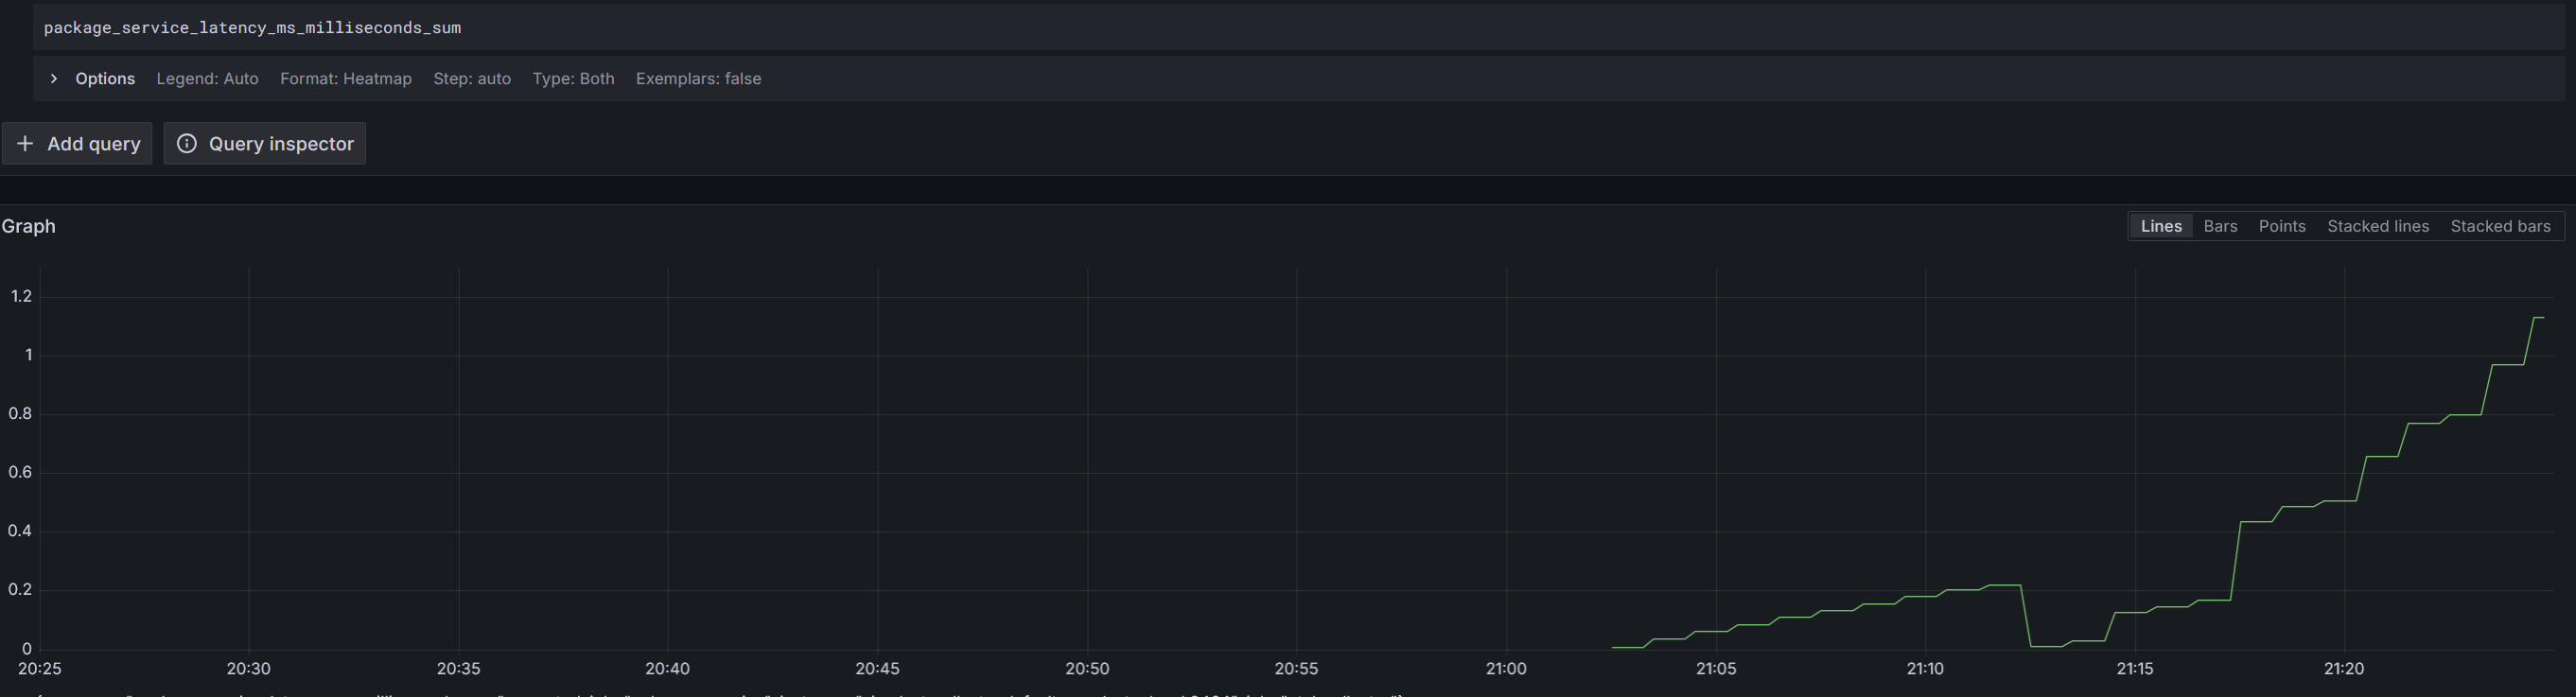 package_service_latency_ms_milliseconds_sum
Options Legend: Auto Format: Heatmap Step: auto Type: Both Exemplars: false
+ Add query Query inspector
Graph
Lines Bars Points Stacked lines Stacked bars
1.2
1
0.8
0.6
0.4
0.2
0
20:25 20:30 20:35 20:40 20:45 20:50 20:55 21:00 21:05 21:10 21:15 21:20